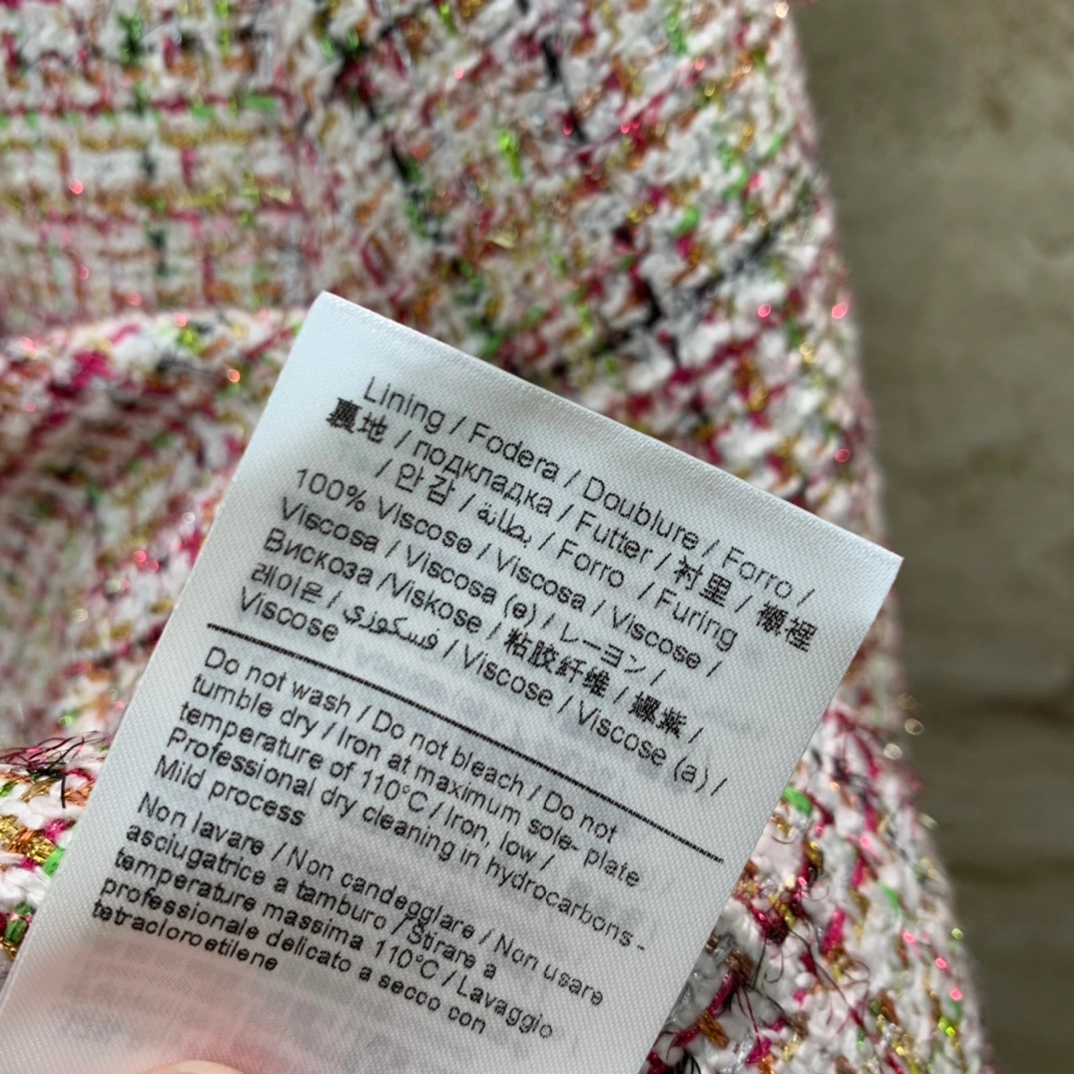 Lining / Fodera / Doublure / Forro /
裏地 / подкладка / Futter / 衬里 / 襯裡
/ 안감 / بطانة / Forro / Furing
100% Viscose / Viscosa / Viscose /
Viscosa / Viscosa (e) / レーヨン /
Вискоза /Viskose / 粘胶纤维 / 嫘縈 /
레이온 / فسكوزي / Viscose / Viscose (a) /
Viscose
Do not wash / Do not bleach / Do not
tumble dry / Iron at maximum sole- plate
temperature of 110°C / Iron, low /
Professional dry cleaning in hydrocarbons -
Mild process
Non lavare / Non candeggiare / Non usare
asciugatrice a tamburo / Stirare a
temperature massima 110°C / Lavaggio
professionale delicato a secco con
tetracloroetilene